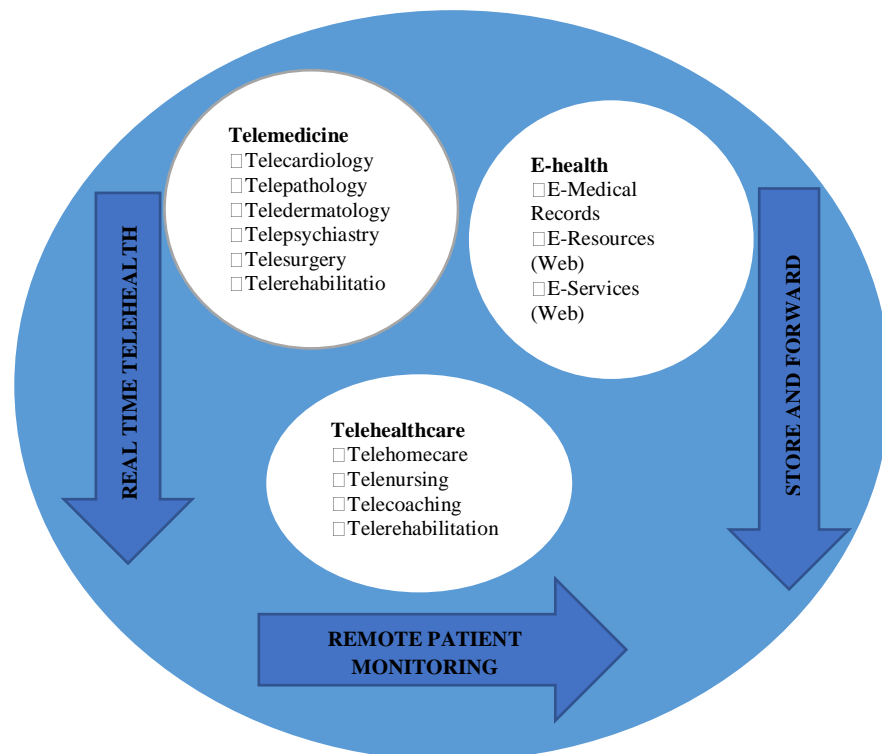 Telemedicine
□Telecardiology
□Telepathology
□Teledermatology
□Telepsychiastry
□Telesurgery
□Telerehabilitatio
E-health
□E-Medical
Records
□E-Resources
(Web)
□E-Services
(Web)
REAL TIME TELEHEALTH
STORE AND FORWARD
Telehealthcare
□Telehomecare
□Telenursing
□Telecoaching
□Telerehabilitation
REMOTE PATIENT
MONITORING